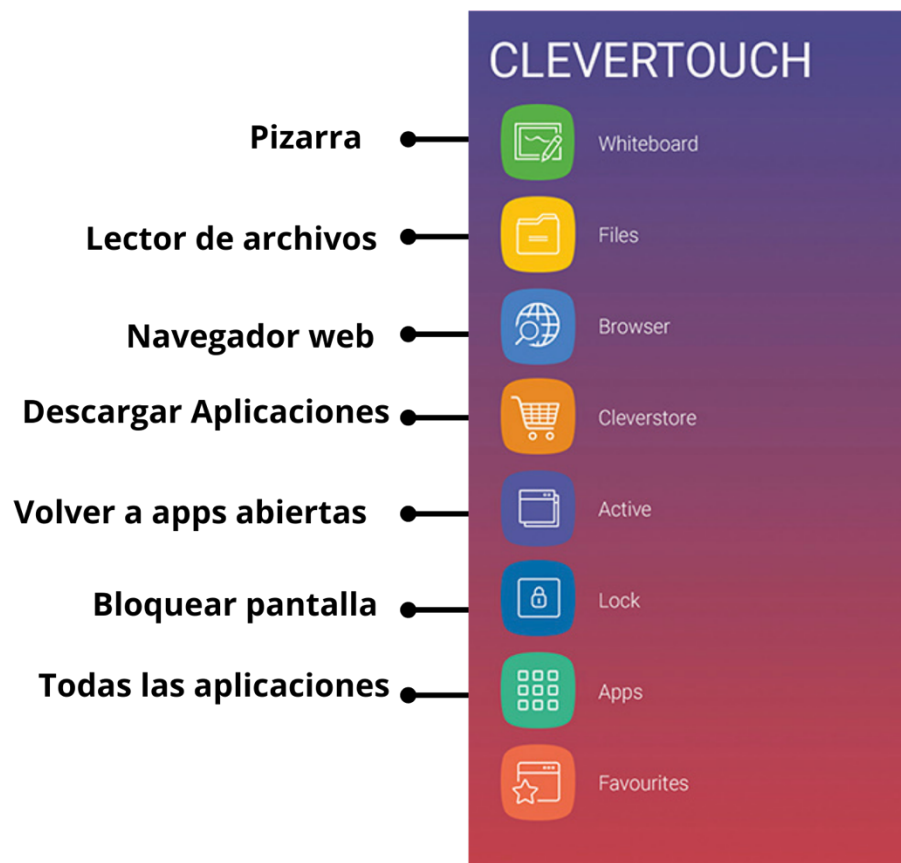 CLEVERTOUCH
Pizarra
Whiteboard
Lector de archivos
Files
Navegador web
Browser
Descargar Aplicaciones
Cleverstore
Volver a apps abiertas
Active
Bloquear pantalla
Lock
Todas las aplicaciones
Apps
Favourites